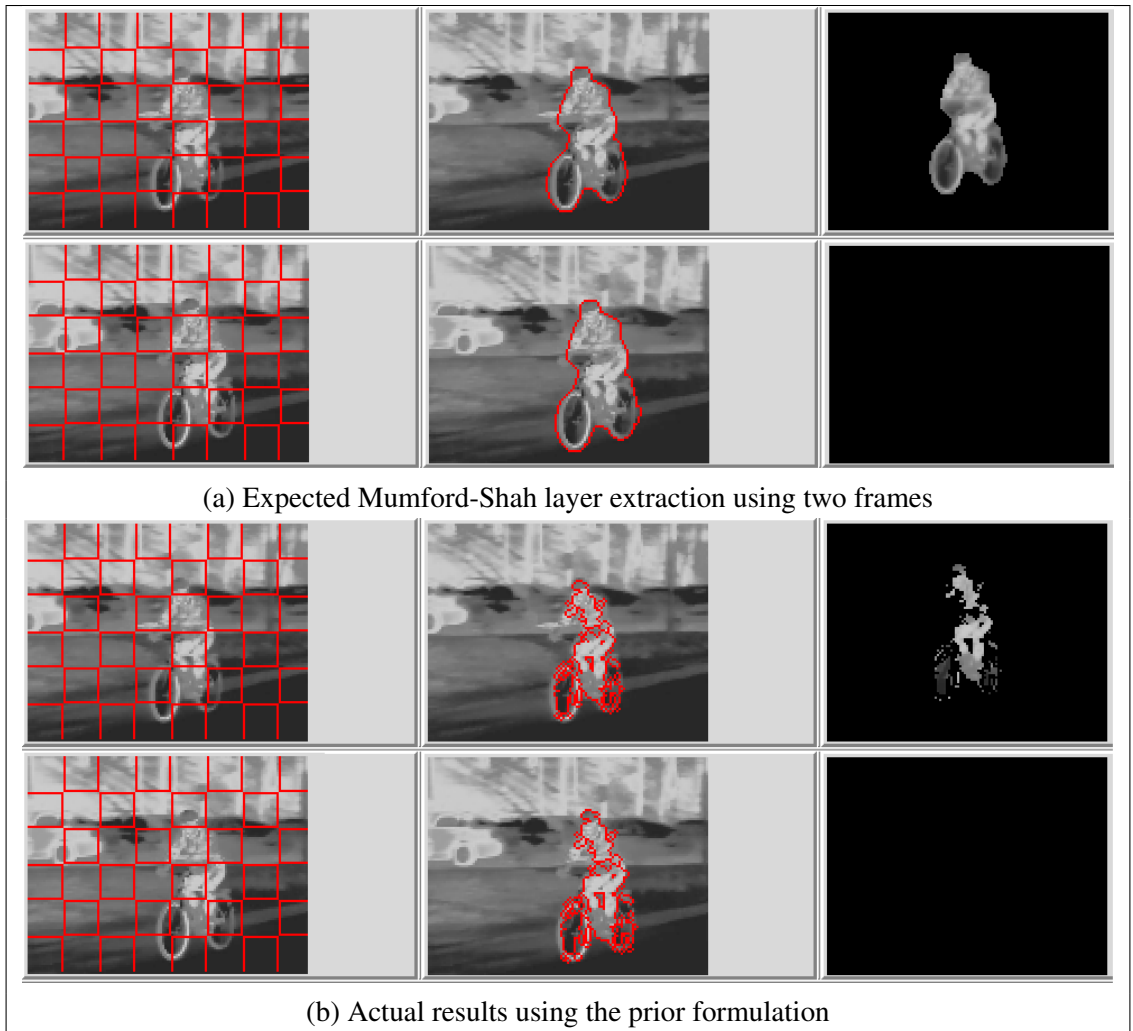 (a) Expected Mumford-Shah layer extraction using two frames
(b) Actual results using the prior formulation